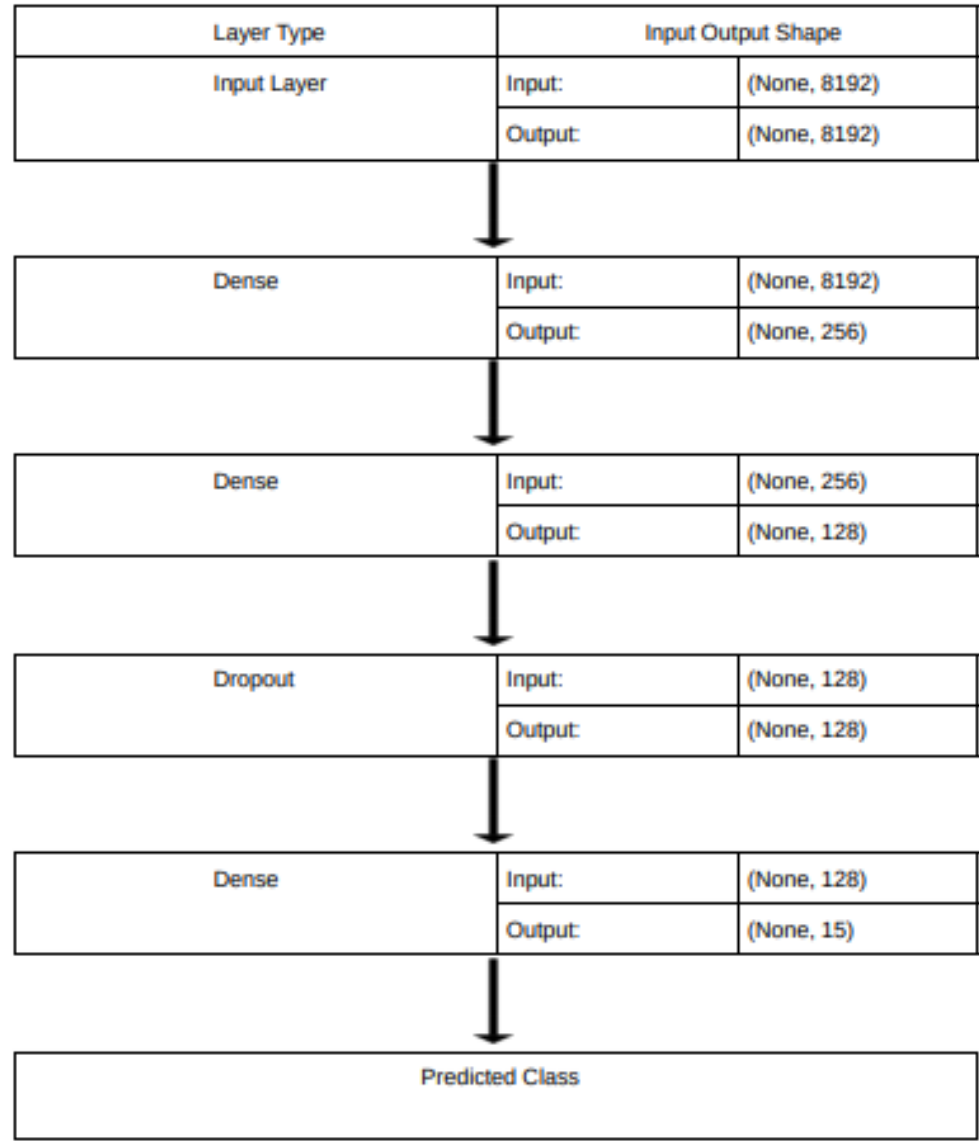 Layer Type Input Output Shape
Input Layer Input: (None, 8192)
Output: (None, 8192)
Dense Input: (None, 8192)
Output: (None, 256)
Dense Input: (None, 256)
Output: (None, 128)
Dropout Input: (None, 128)
Output: (None, 128)
Dense Input: (None, 128)
Output: (None, 15)
Predicted Class